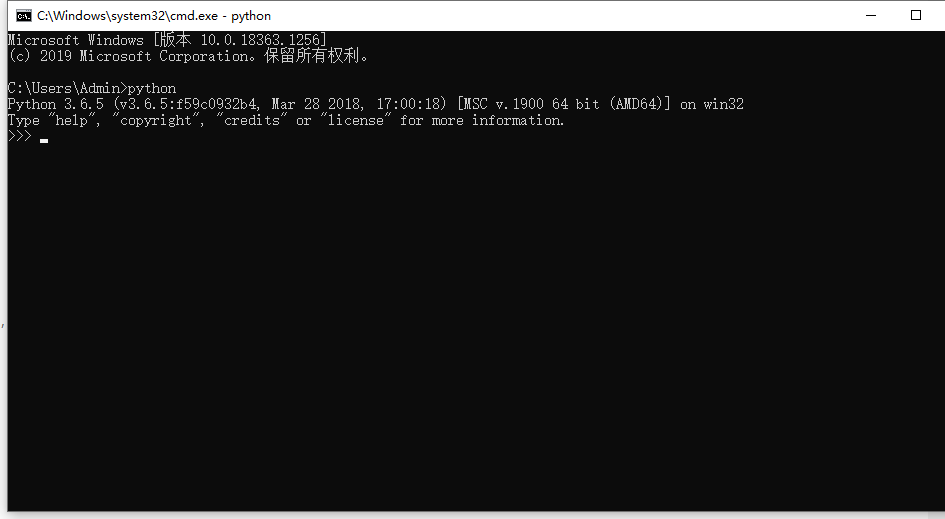 C:\Windows\system32\cmd.exe - python
Microsoft Windows [版本 10.0.18363.1256]
(c) 2019 Microsoft Corporation。保留所有权利。
C:\Users\Admin>python
Python 3.6.5 (v3.6.5:f59c0932b4, Mar 28 2018, 17:00:18) [MSC v.1900 64 bit (AMD64)] on win32
Type "help", "copyright", "credits" or "license" for more information.
>>>